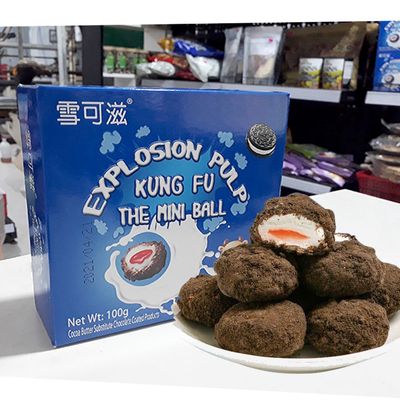 雪可滋®
EXPLOSION PULP
KUNG FU
THE MINI BALL
2021/04/21
Net Wt: 100g
Cocoa Butter Substitute Chocolate Coated Products